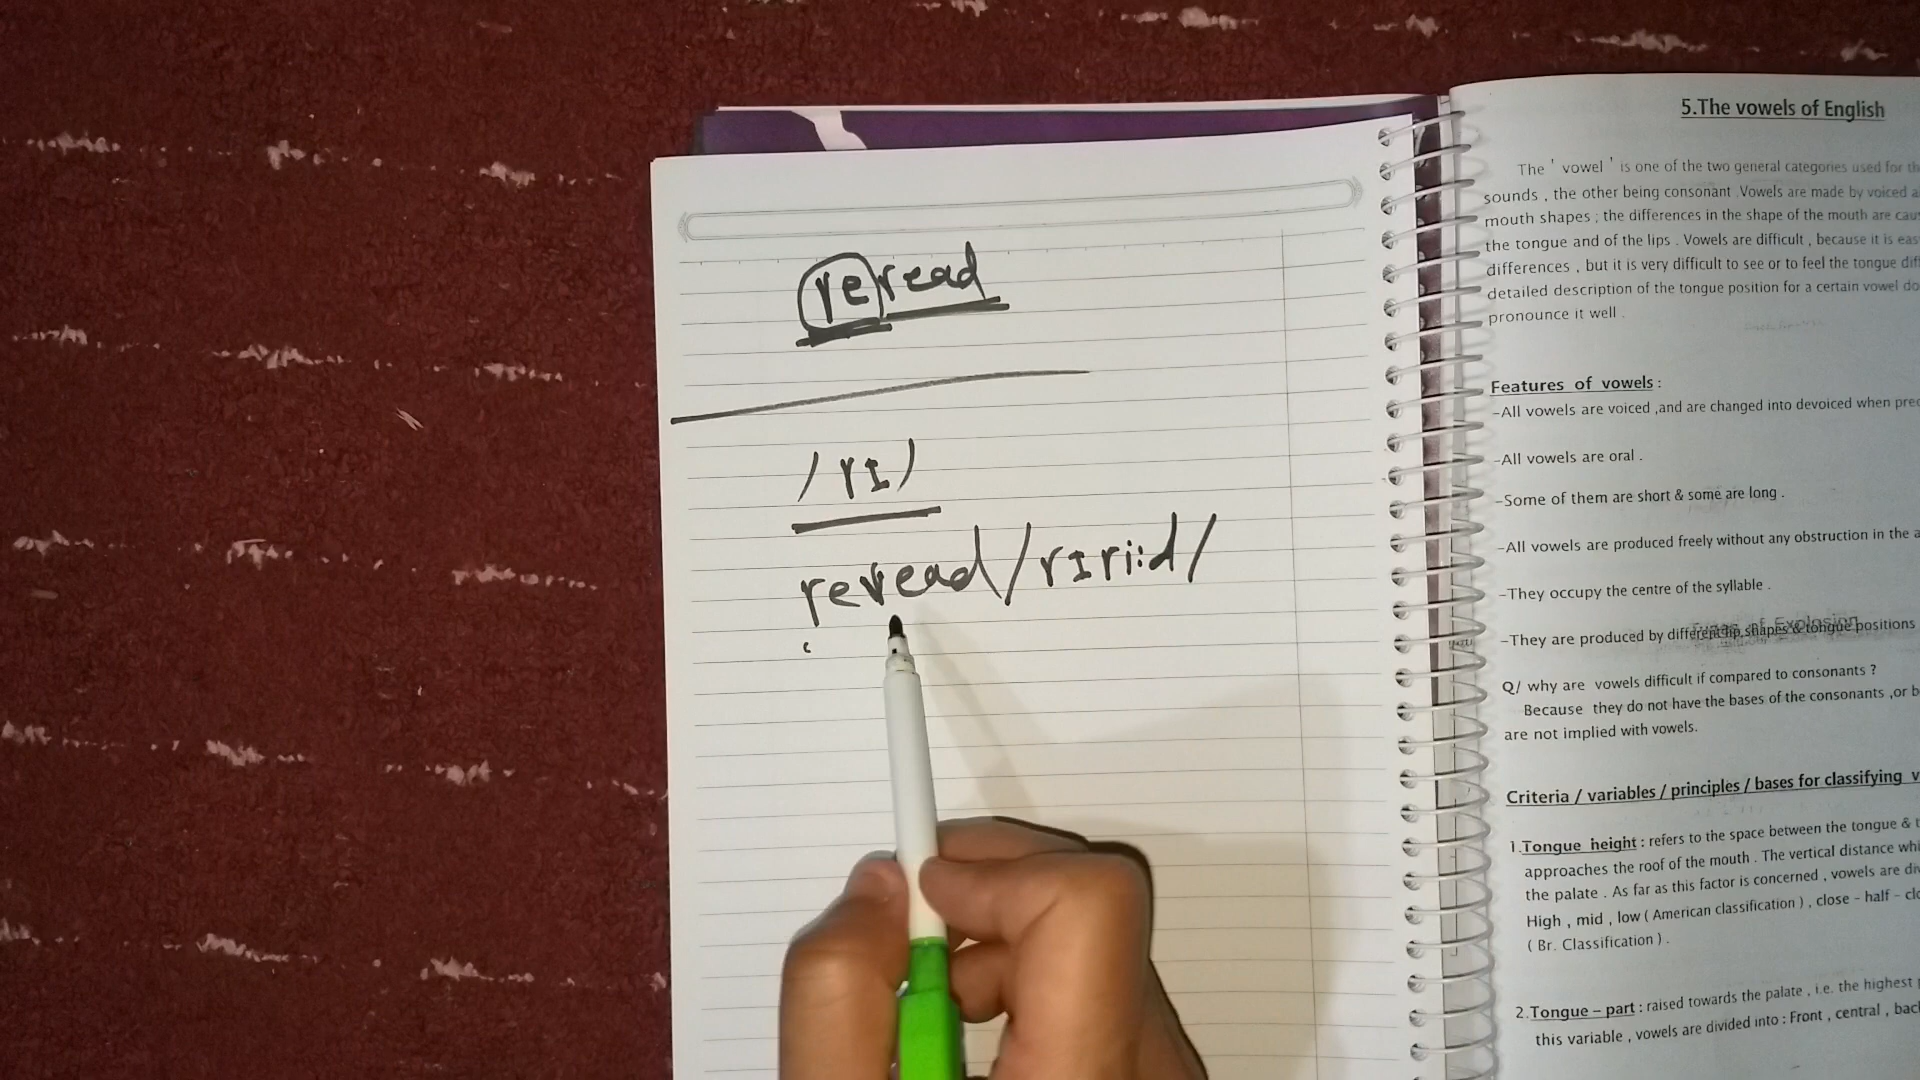 reread
/rɪ/
reread /rɪri:d/
5.The vowels of English
The ' vowel ' is one of the two general categories used for
sounds , the other being consonant .Vowels are made by voiced
mouth shapes ; the differences in the shape of the mouth are
the tongue and of the lips . Vowels are difficult , because it is
differences , but it is very difficult to see or to feel the tongue
detailed description of the tongue position for a certain vowel
pronounce it well .
Features of vowels :
-All vowels are voiced ,and are changed into devoiced when
-All vowels are oral .
-Some of them are short & some are long .
-All vowels are produced freely without any obstruction in the
-They occupy the centre of the syllable .
-They are produced by different lip shapes & tongue positions
Q/ why are vowels difficult if compared to consonants ?
Because they do not have the bases of the consonants ,or
are not implied with vowels.
Criteria / variables / principles / bases for classifying
1.Tongue height : refers to the space between the tongue &
approaches the roof of the mouth . The vertical distance
the palate . As far as this factor is concerned , vowels are
High , mid , low ( American classification ) , close - half -
( Br. Classification ) .
2.Tongue - part : raised towards the palate , i.e. the highest
this variable , vowels are divided into : Front , central ,